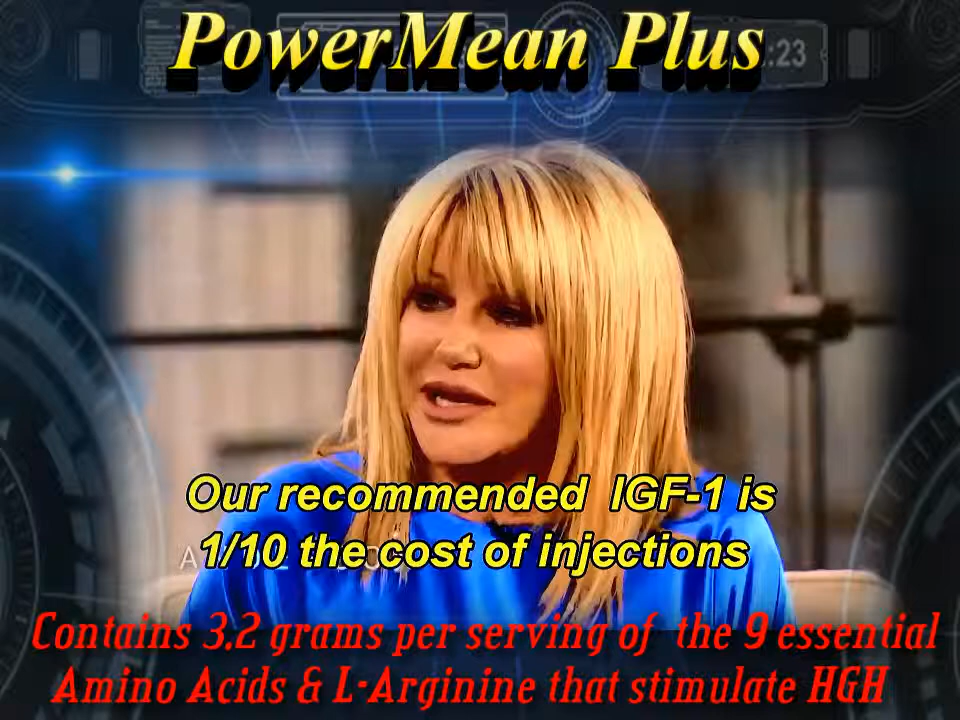 PowerMean Plus
:23
Our recommended IGF-1 is
1/10 the cost of injections
Contains 3.2 grams per serving of the 9 essential
Amino Acids & L-Arginine that stimulate HGH